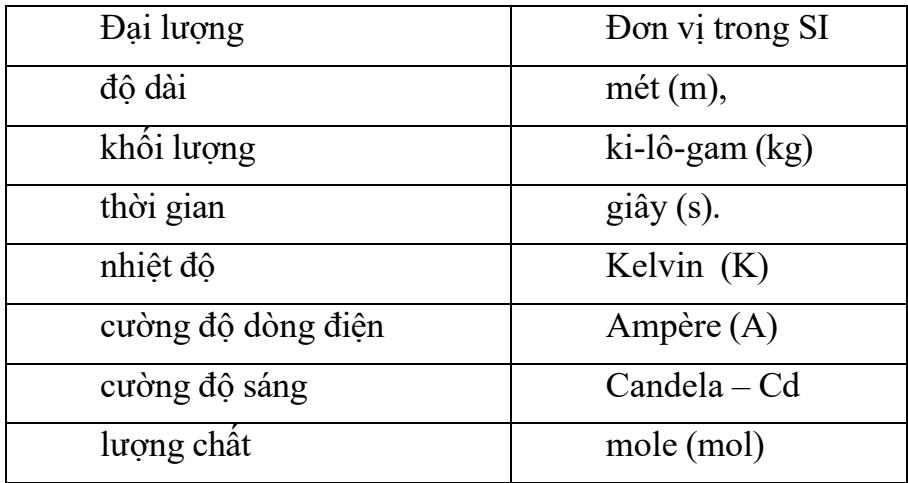 Đại lượng Đơn vị trong SI
độ dài mét (m),
khối lượng ki-lô-gam (kg)
thời gian giây (s).
nhiệt độ Kelvin (K)
cường độ dòng điện Ampère (A)
cường độ sáng Candela – Cd
lượng chất mole (mol)